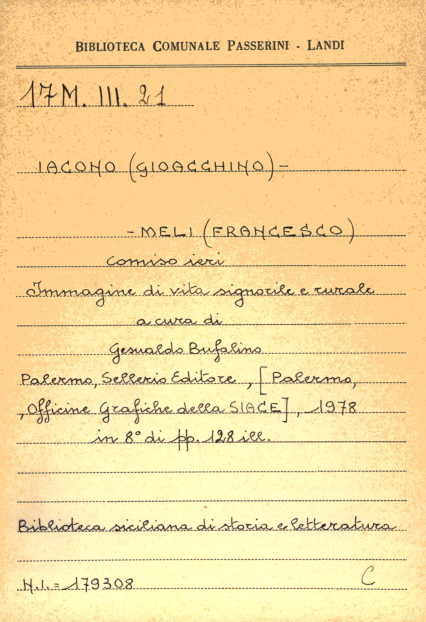 BIBLIOTECA COMUNALE PASSERINI - LANDI
17M. III. 21
IACONO (GIOACCHINO) -
- MELI (FRANCESCO)
Comiso ieri
Immagine di vita signorile e rurale
a cura di
Gesualdo Bufalino
Palermo, Sellerio Editore, [Palermo,
, Officine Grafiche della SIACE], 1978
in 8° di pp. 128 ill.
Biblioteca siciliana di storia e letteratura
N.I. = 179308
C